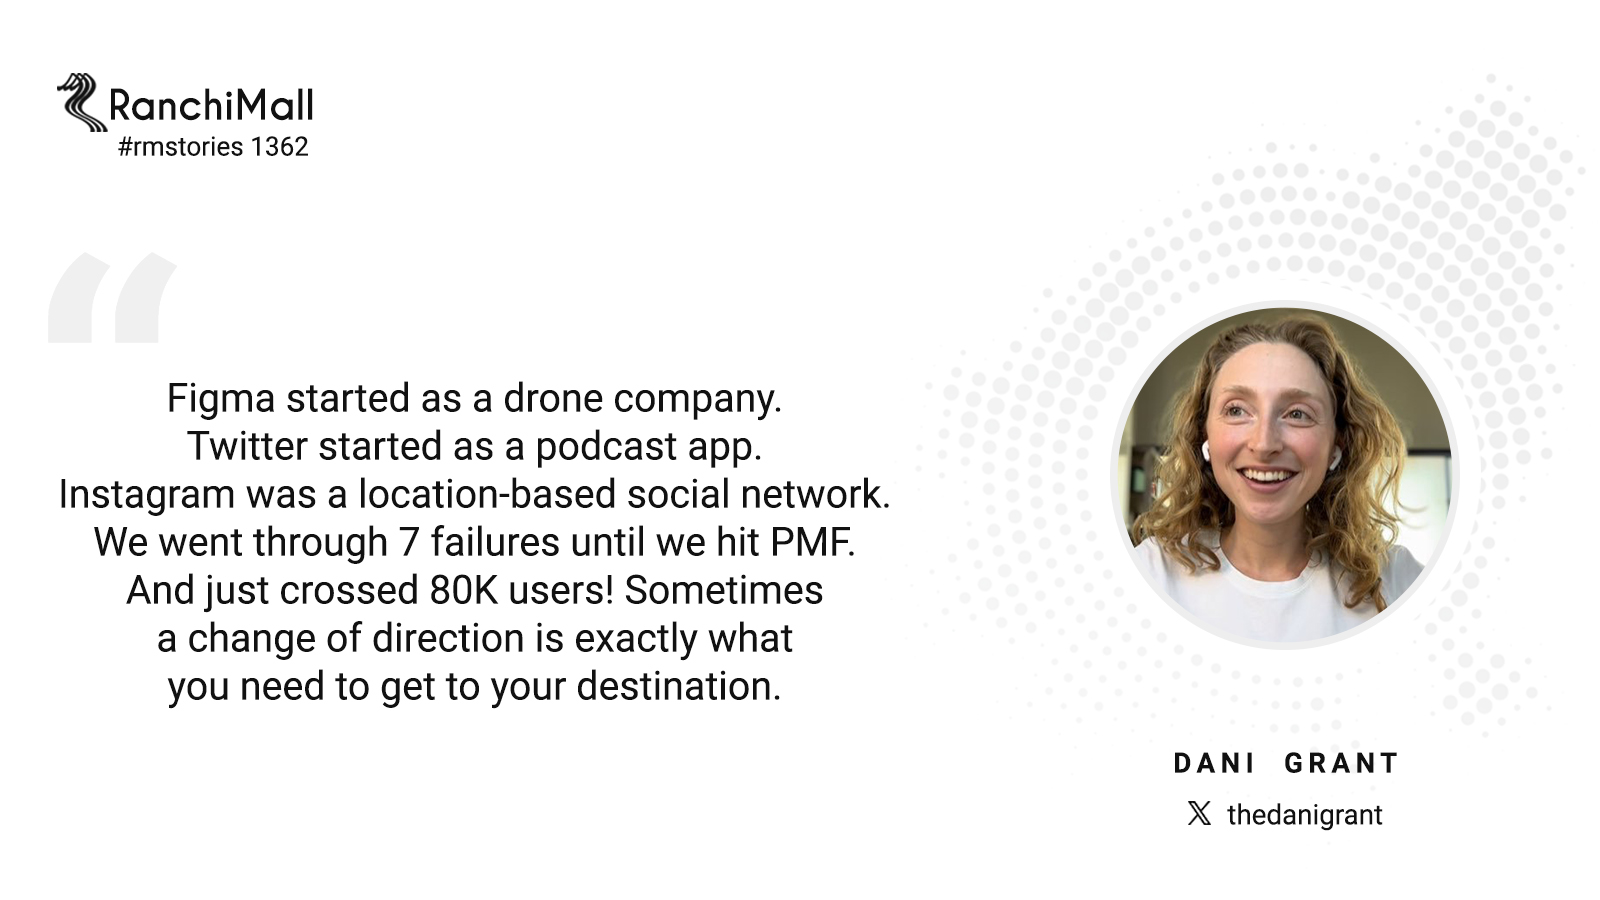 RanchiMall
#rmstories 1362
“
Figma started as a drone company.
Twitter started as a podcast app.
Instagram was a location-based social network.
We went through 7 failures until we hit PMF.
And just crossed 80K users! Sometimes
a change of direction is exactly what
you need to get to your destination.
DANI GRANT
X thedanigrant